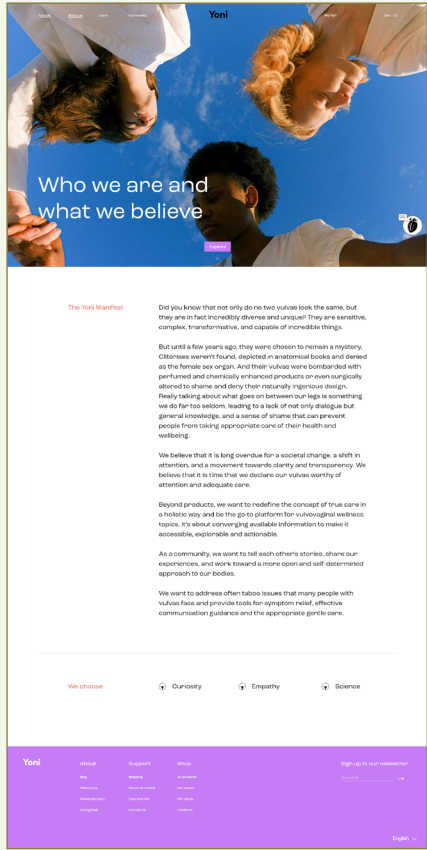 Products
About Us
Learn
Community
Yoni
My Yoni
Who we are and
what we believe
Explore
The Yoni Manifest
Did you know that not only do no two vulvas look the same, but
they are in fact incredibly diverse and unique? They are sensitive,
complex, transformative, and capable of incredible things.
But until a few years ago, they were chosen to remain a mystery.
Clitorises weren't found, depicted in anatomical books and denied
as the female sex organ. And their vulvas were bombarded with
perfumed and chemically enhanced products or even surgically
altered to shame and deny their naturally ingenious design.
Really talking about what goes on between our legs is something
we do far too seldom, leading to a lack of not only dialogue but
general knowledge, and a sense of shame that can prevent
people from taking appropriate care of their health and
wellbeing.
We believe that it is long overdue for a societal change, a shift in
attention, and a movement towards clarity and transparency. We
believe that it is time that we declare our vulvas worthy of
attention and adequate care.
Beyond products, we want to redefine the concept of true care in
a holistic way and be the go-to platform for vulvovaginal wellness
topics. It's about converging available information to make it
accessible, explorable and actionable.
As a community, we want to tell each other's stories, share our
experiences, and work toward a more open and self-determined
approach to our bodies.
We want to address often taboo issues that many people with
vulvas face and provide tools for symptom relief, effective
communication guidance and the appropriate gentle care.
We choose
Curiosity
Empathy
Science
Yoni
About
Blog
Philosophy
Support
Shipping
Contact us
Shop
All products
Sign up to our newsletter
English